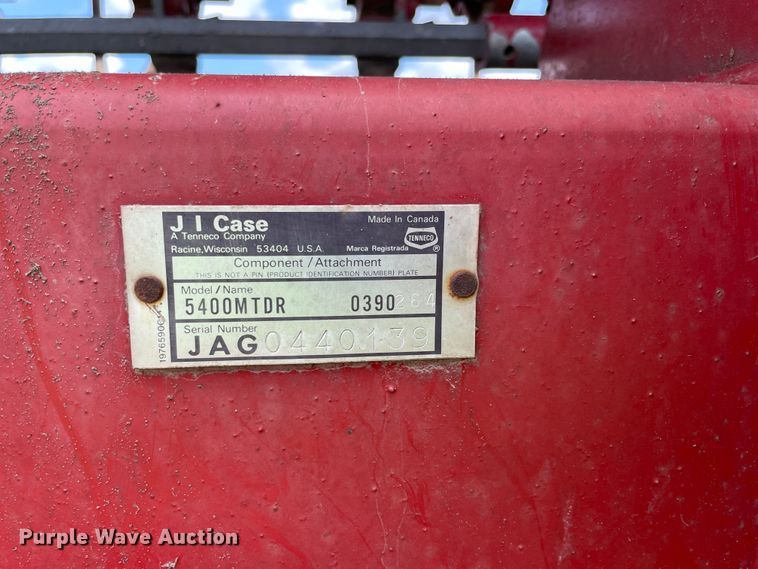 J I Case
A Tenneco Company
Made In Canada
Racine, Wisconsin 53404 U.S.A.
Marca Registrada
TENNECO
®
Component/Attachment
THIS IS NOT A PIN (PRODUCT IDENTIFICATION NUMBER) PLATE
Model/Name
5400MTDR 0390264
Serial Number
JAG0440139
Purple Wave Auction